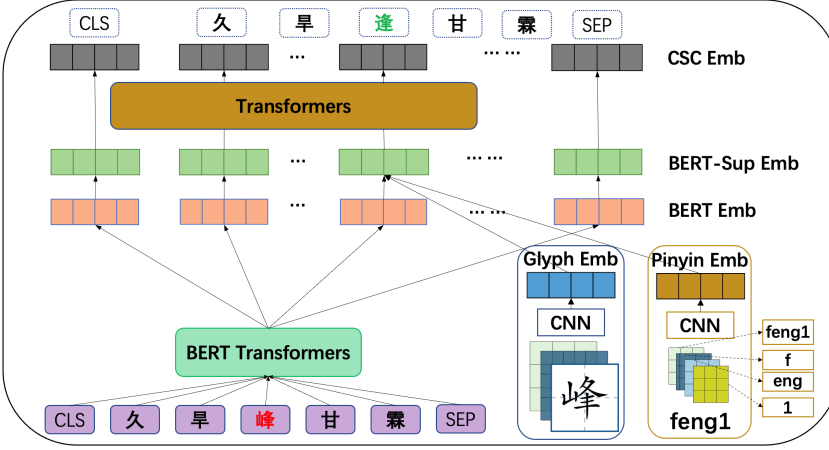 CLS 久 旱 逢 甘 霖 SEP
... ... ... CSC Emb
Transformers
... ... ... BERT-Sup Emb
... ... ... BERT Emb
Glyph Emb Pinyin Emb
CNN CNN
BERT Transformers
feng1
f
eng
1
峰
feng1
CLS 久 旱 峰 甘 霖 SEP